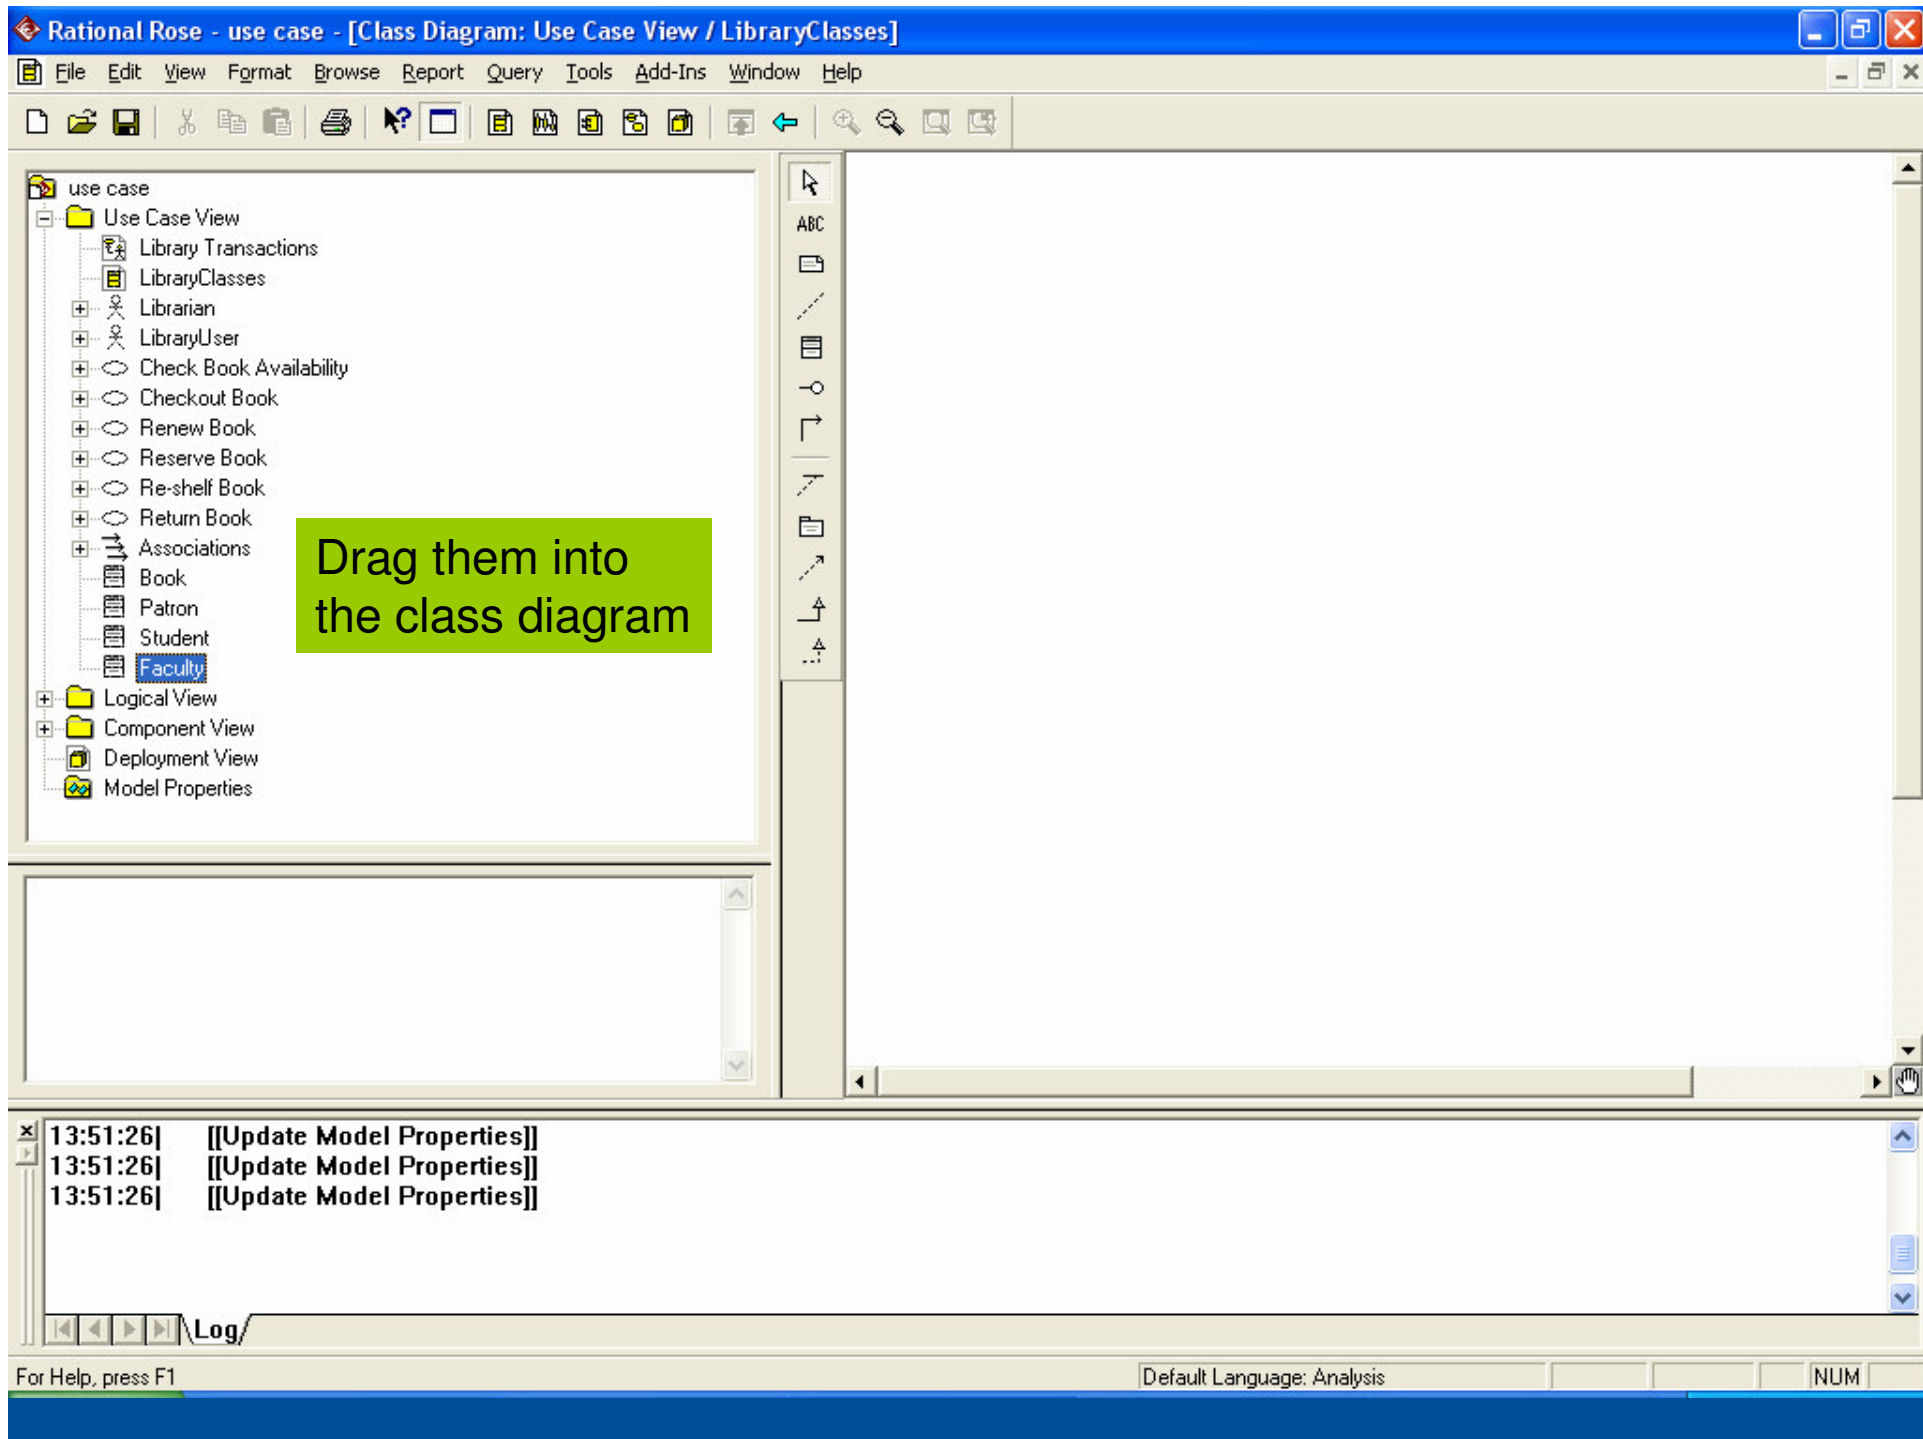 Rational Rose - use case - [Class Diagram: Use Case View / LibraryClasses]
File Edit View Format Browse Report Query Tools Add-Ins Window Help
use case
Use Case View
Library Transactions
LibraryClasses
Librarian
LibraryUser
Check Book Availability
Checkout Book
Renew Book
Reserve Book
Re-shelf Book
Return Book
Associations
Book
Patron
Student
Faculty
Logical View
Component View
Deployment View
Model Properties
Drag them into
the class diagram
ABC
13:51:26| [[Update Model Properties]]
13:51:26| [[Update Model Properties]]
13:51:26| [[Update Model Properties]]
Log
For Help, press F1
Default Language: Analysis
NUM